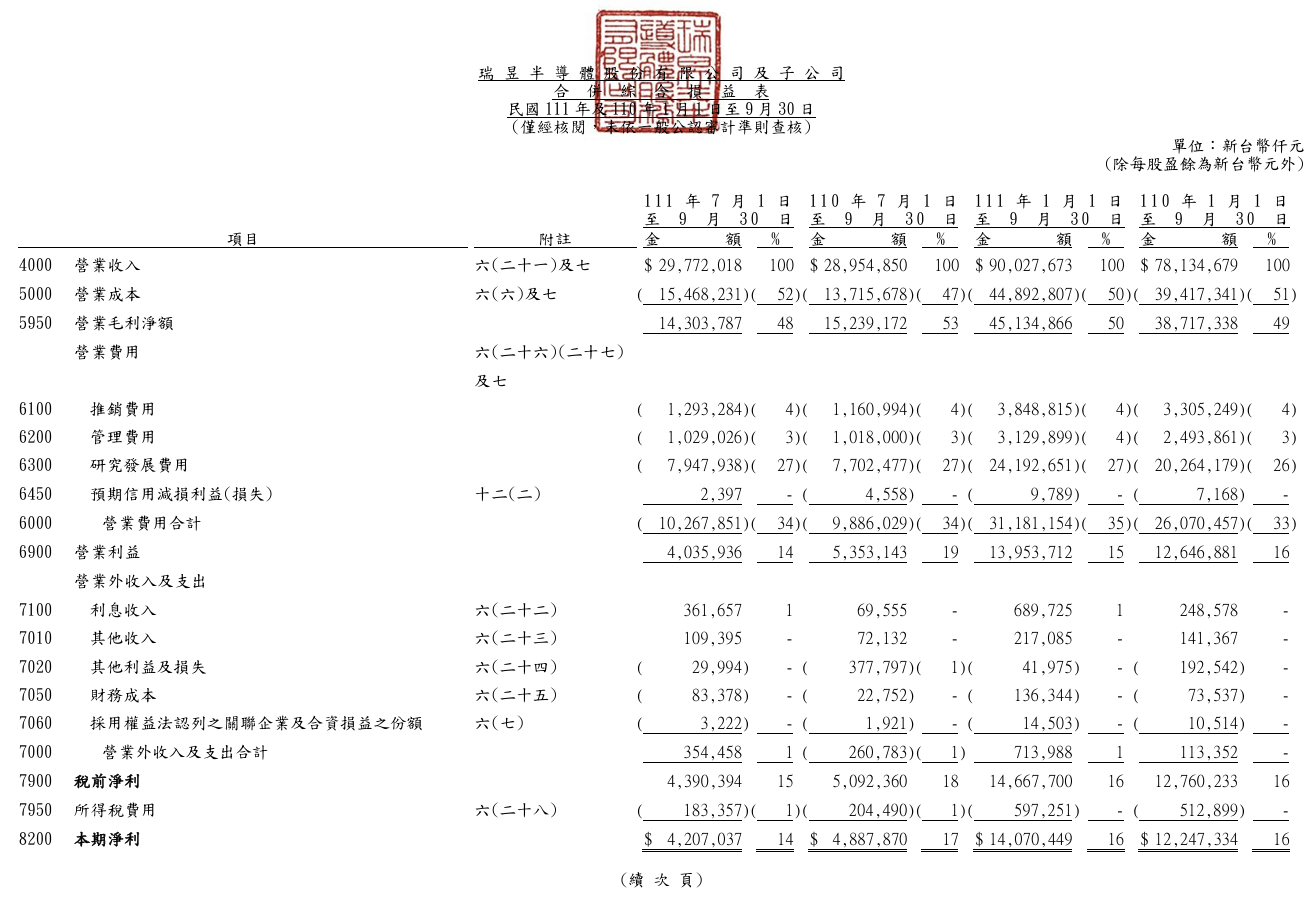 瑞昱半導體股份有限公司及子公司
合併綜合損益表
民國 111 年及 110 年 1 月 1 日至 9 月 30 日
(僅經核閱,未依一般公認審計準則查核)
單位：新台幣仟元
(除每股盈餘為新台幣元外)
111 年 7 月 1 日 110 年 7 月 1 日 111 年 1 月 1 日 110 年 1 月 1 日
至 9 月 30 日 至 9 月 30 日 至 9 月 30 日 至 9 月 30 日
項目 附註 金額 % 金額 % 金額 % 金額 %
4000 營業收入 六(二十一)及七 $ 29,772,018 100 $ 28,954,850 100 $ 90,027,673 100 $ 78,134,679 100
5000 營業成本 六(六)及七 ( 15,468,231)( 52)( 13,715,678)( 47)( 44,892,807)( 50)( 39,417,341)( 51)
5950 營業毛利淨額 14,303,787 48 15,239,172 53 45,134,866 50 38,717,338 49
營業費用 六(二十六)(二十七)
及七
6100 推銷費用 ( 1,293,284)( 4)( 1,160,994)( 4)( 3,848,815)( 4)( 3,305,249)( 4)
6200 管理費用 ( 1,029,026)( 3)( 1,018,000)( 3)( 3,129,899)( 4)( 2,493,861)( 3)
6300 研究發展費用 ( 7,947,938)( 27)( 7,702,477)( 27)( 24,192,651)( 27)( 20,264,179)( 26)
6450 預期信用減損利益(損失) 十二(二) 2,397 - ( 4,558) - ( 9,789) - ( 7,168) -
6000 營業費用合計 ( 10,267,851)( 34)( 9,886,029)( 34)( 31,181,154)( 35)( 26,070,457)( 33)
6900 營業利益 4,035,936 14 5,353,143 19 13,953,712 15 12,646,881 16
營業外收入及支出
7100 利息收入 六(二十二) 361,657 1 69,555 - 689,725 1 248,578 -
7010 其他收入 六(二十三) 109,395 - 72,132 - 217,085 - 141,367 -
7020 其他利益及損失 六(二十四) ( 29,994) - ( 377,797)( 1)( 41,975) - ( 192,542) -
7050 財務成本 六(二十五) ( 83,378) - ( 22,752) - ( 136,344) - ( 73,537) -
7060 採用權益法認列之關聯企業及合資損益之份額 六(七) ( 3,222) - ( 1,921) - ( 14,503) - ( 10,514) -
7000 營業外收入及支出合計 354,458 1 ( 260,783)( 1) 713,988 1 113,352 -
7900 稅前淨利 4,390,394 15 5,092,360 18 14,667,700 16 12,760,233 16
7950 所得稅費用 六(二十八) ( 183,357)( 1)( 204,490)( 1)( 597,251) - ( 512,899) -
8200 本期淨利 $ 4,207,037 14 $ 4,887,870 17 $ 14,070,449 16 $ 12,247,334 16
(續 次 頁)